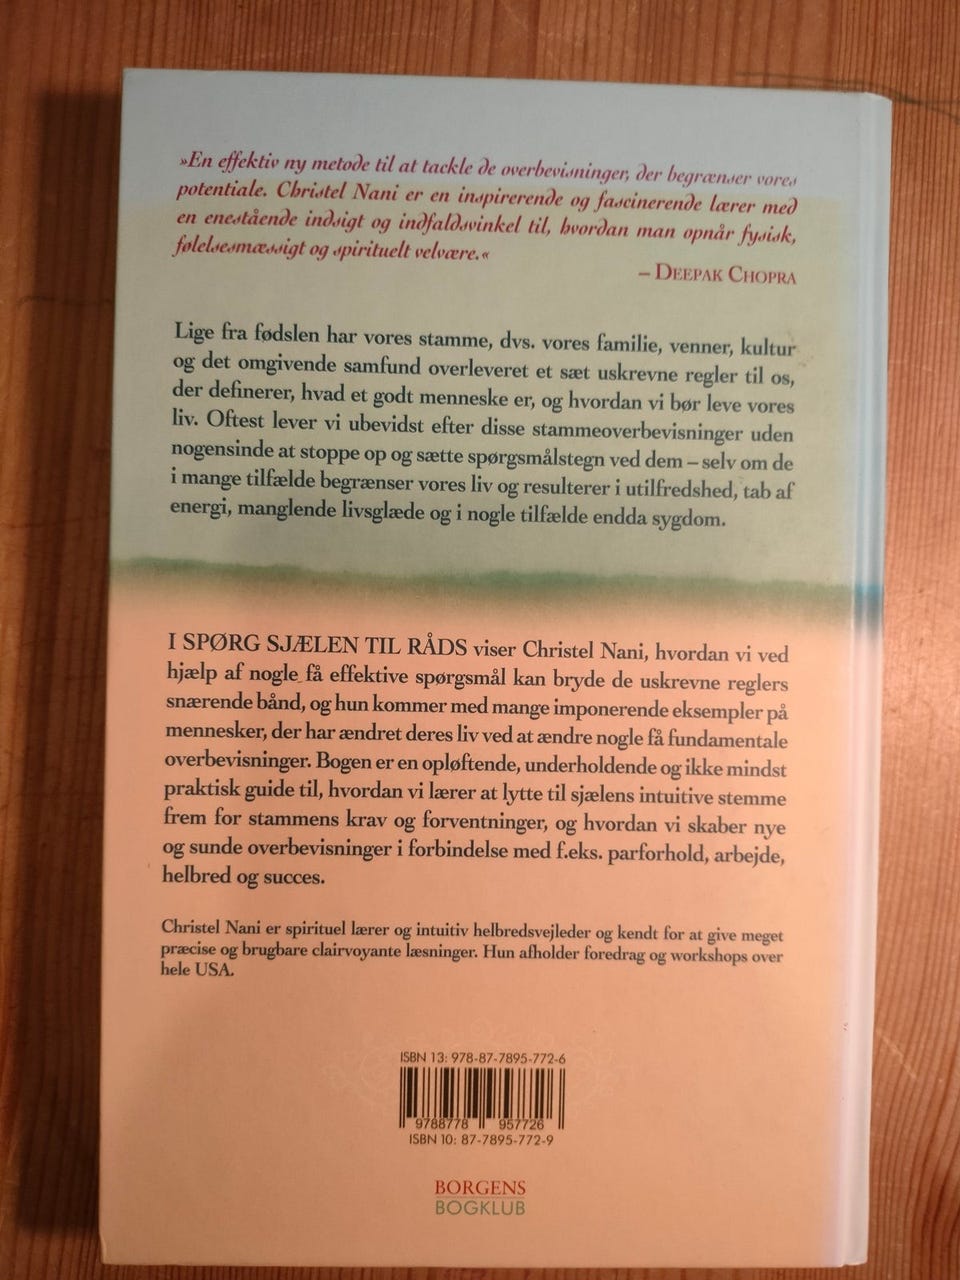 »En effektiv ny metode til at tackle de overbevisninger, der begrænser vores
potentiale. Christel Nani er en inspirerende og fascinerende lærer med
en enestående indsigt og indfaldsvinkel til, hvordan man opnår fysisk,
følelsesmæssigt og spirituelt velvære.«
– DEEPAK CHOPRA
Lige fra fødslen har vores stamme, dvs. vores familie, venner, kultur
og det omgivende samfund overleveret et sæt uskrevne regler til os,
der definerer, hvad et godt menneske er, og hvordan vi bør leve vores
liv. Oftest lever vi ubevidst efter disse stammeoverbevisninger uden
nogensinde at stoppe op og sætte spørgsmålstegn ved dem – selv om de
i mange tilfælde begrænser vores liv og resulterer i utilfredshed, tab af
energi, manglende livsglæde og i nogle tilfælde endda sygdom.
I SPØRG SJÆLEN TIL RÅDS viser Christel Nani, hvordan vi ved
hjælp af nogle få effektive spørgsmål kan bryde de uskrevne reglers
snærende bånd, og hun kommer med mange imponerende eksempler på
mennesker, der har ændret deres liv ved at ændre nogle få fundamentale
overbevisninger. Bogen er en opløftende, underholdende og ikke mindst
praktisk guide til, hvordan vi lærer at lytte til sjælens intuitive stemme
frem for stammens krav og forventninger, og hvordan vi skaber nye
og sunde overbevisninger i forbindelse med f.eks. parforhold, arbejde,
helbred og succes.
Christel Nani er spirituel lærer og intuitiv helbredsvejleder og kendt for at give meget
præcise og brugbare clairvoyante læsninger. Hun afholder foredrag og workshops over
hele USA.
ISBN 13: 978-87-7895-772-6
9788778 957726
ISBN 10: 87-7895-772-9
BORGENS
BOGKLUB